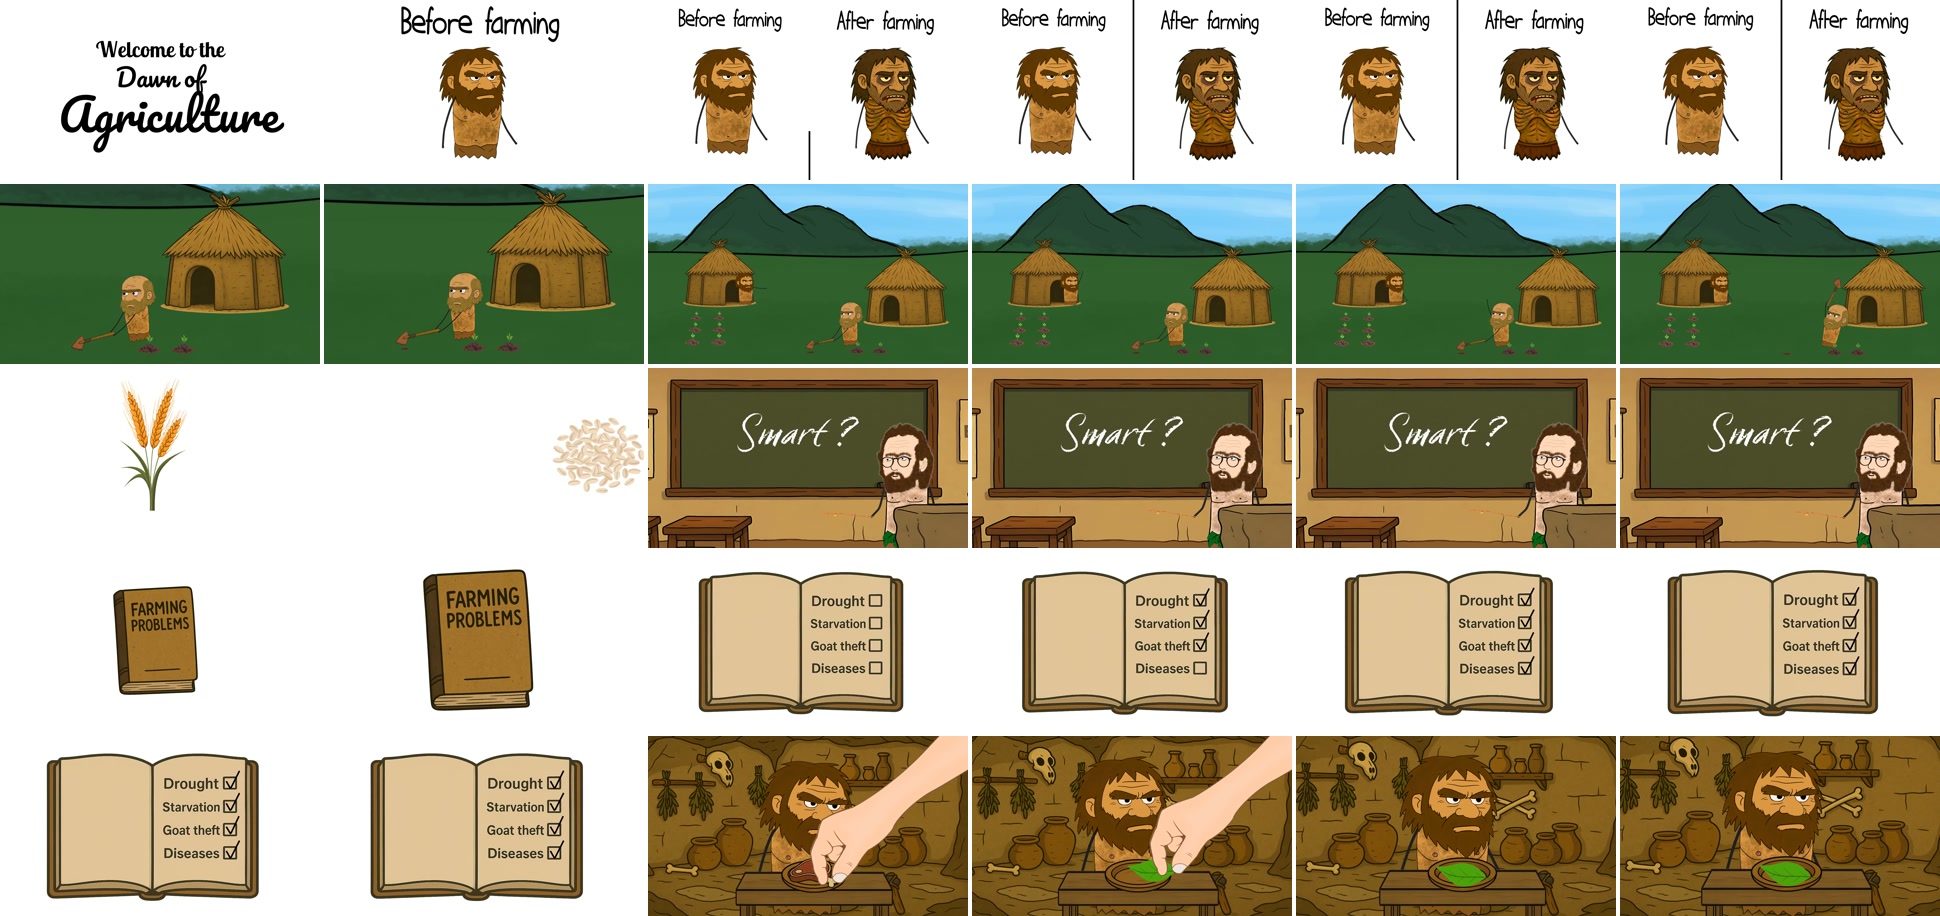 Welcome to the
Dawn of
Agriculture
Before farming
Before farming
After farming
Before farming
After farming
Before farming
After farming
Before farming
After farming
Smart ?
Smart ?
Smart ?
Smart ?
FARMING
PROBLEMS
FARMING
PROBLEMS
Drought
Starvation
Goat theft
Diseases
Drought
Starvation
Goat theft
Diseases
Drought
Starvation
Goat theft
Diseases
Drought
Starvation
Goat theft
Diseases
Drought
Starvation
Goat theft
Diseases
Drought
Starvation
Goat theft
Diseases